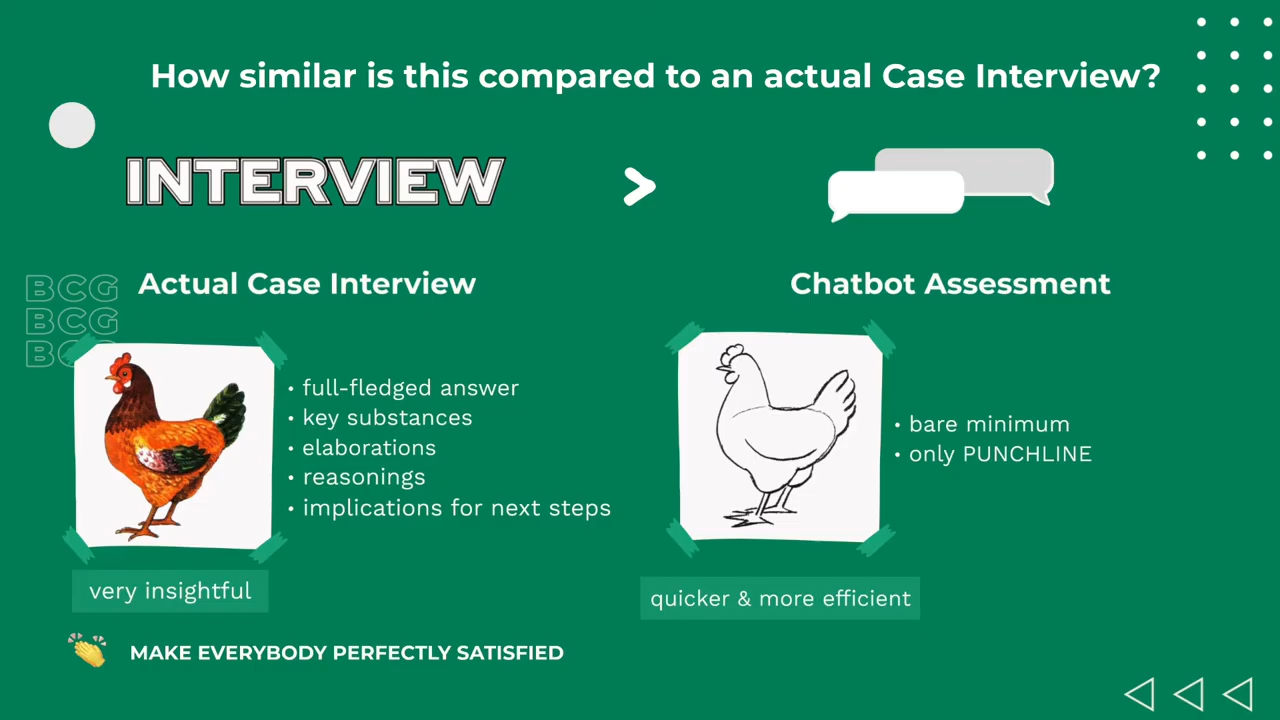 How similar is this compared to an actual Case Interview?
INTERVIEW
>
Actual Case Interview
Chatbot Assessment
BCG
BCG
BCG
• full-fledged answer
• key substances
• elaborations
• reasonings
• implications for next steps
• bare minimum
• only PUNCHLINE
very insightful
quicker & more efficient
MAKE EVERYBODY PERFECTLY SATISFIED